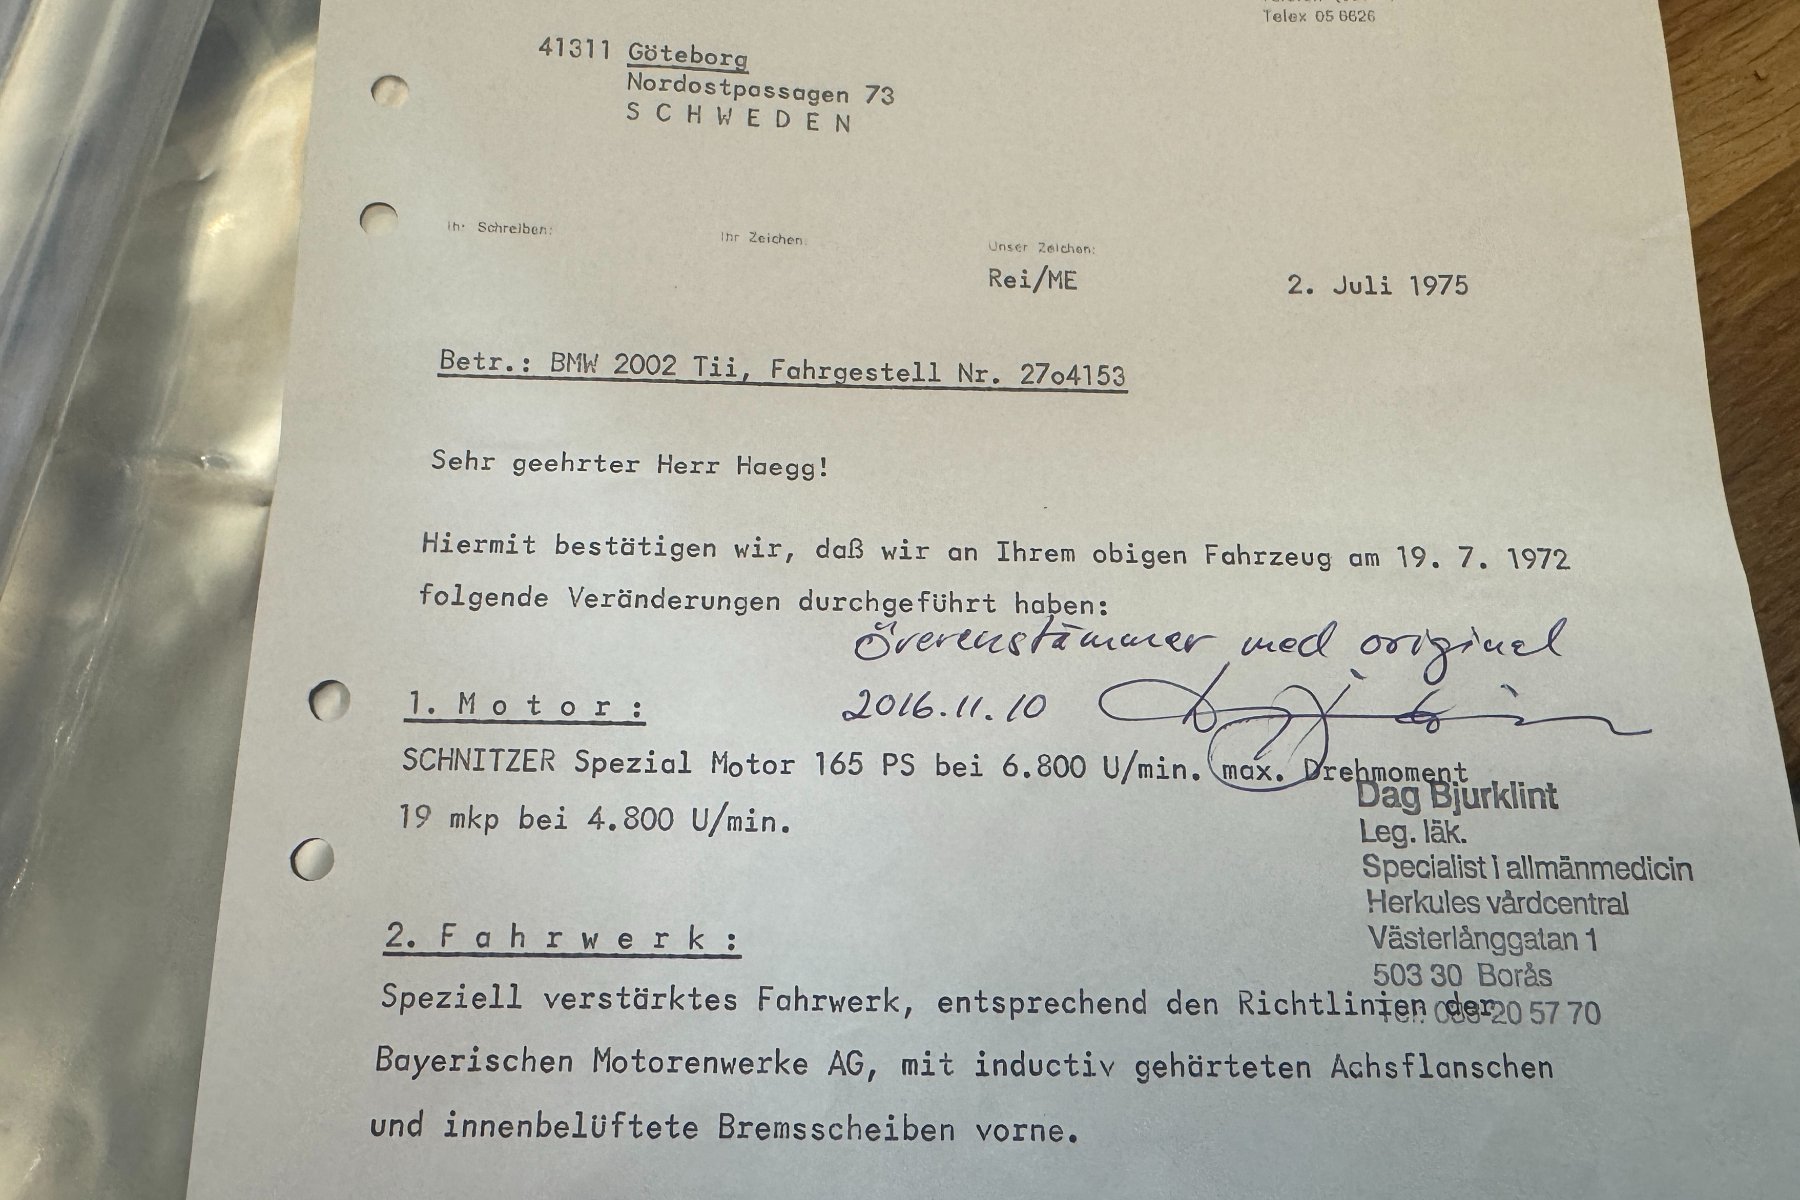 Telex 05 6626
41311 Göteborg
Nordostpassagen 73
S C H W E D E N
Ihr Schreiben:
Ihr Zeichen:
Unser Zeichen:
Rei/ME
2. Juli 1975
Betr.: BMW 2002 Tii, Fahrgestell Nr. 27o4153
Sehr geehrter Herr Haegg!
Hiermit bestätigen wir, daß wir an Ihrem obigen Fahrzeug am 19. 7. 1972
folgende Veränderungen durchgeführt haben:
Överenstämmer med original
1. M o t o r :
2016.11.10
SCHNITZER Spezial Motor 165 PS bei 6.800 U/min. max. Drehmoment
19 mkp bei 4.800 U/min.
Dag Bjurklint
Leg. läk.
Specialist i allmänmedicin
Herkules vårdcentral
Västerlånggatan 1
503 30 Borås
20 57 70
2. F a h r w e r k :
Speziell verstärktes Fahrwerk, entsprechend den Richtlinien der
Bayerischen Motorenwerke AG, mit inductiv gehärteten Achsflanschen
und innenbelüftete Bremsscheiben vorne.